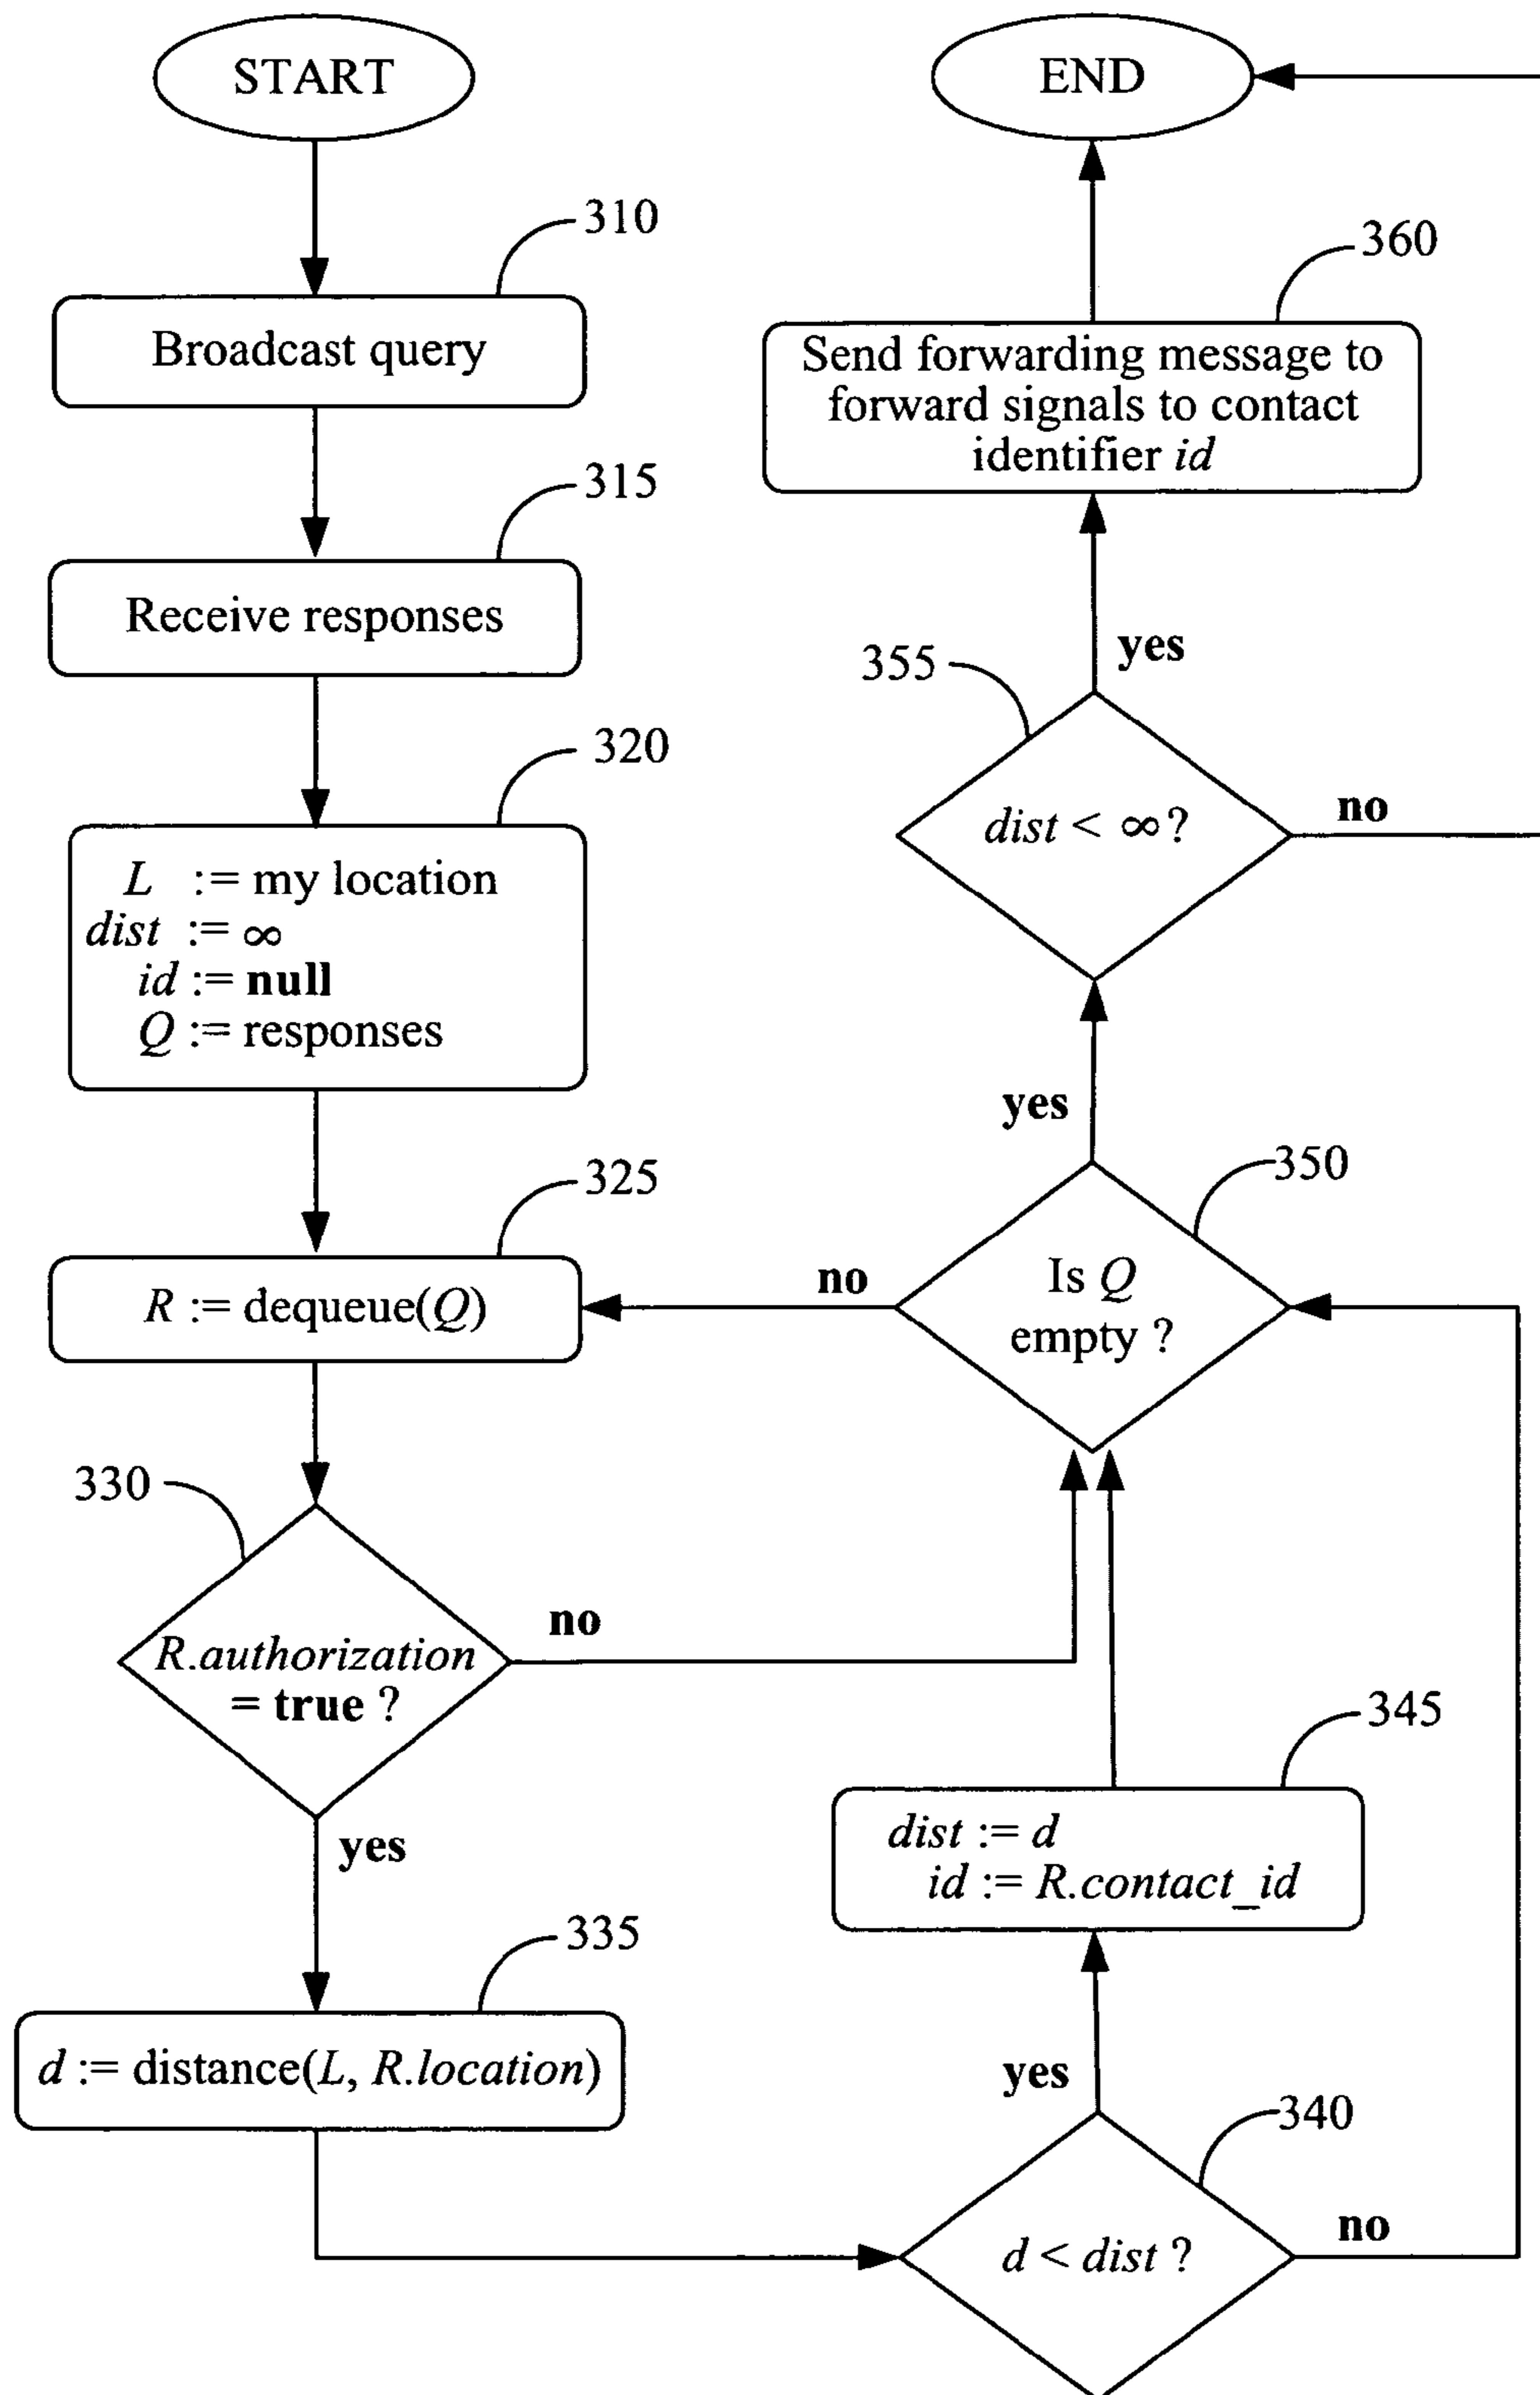 START
310
Broadcast query
315
Receive responses
320
L := my location
dist := ∞
id := null
Q := responses
325
R := dequeue(Q)
330
R.authorization
= true ?
no
yes
335
d := distance(L, R.location)
END
360
Send forwarding message to
forward signals to contact
identifier id
yes
355
dist < ∞?
no
yes
350
Is Q
empty ?
no
345
dist := d
id := R.contact_id
yes
340
d < dist ?
no